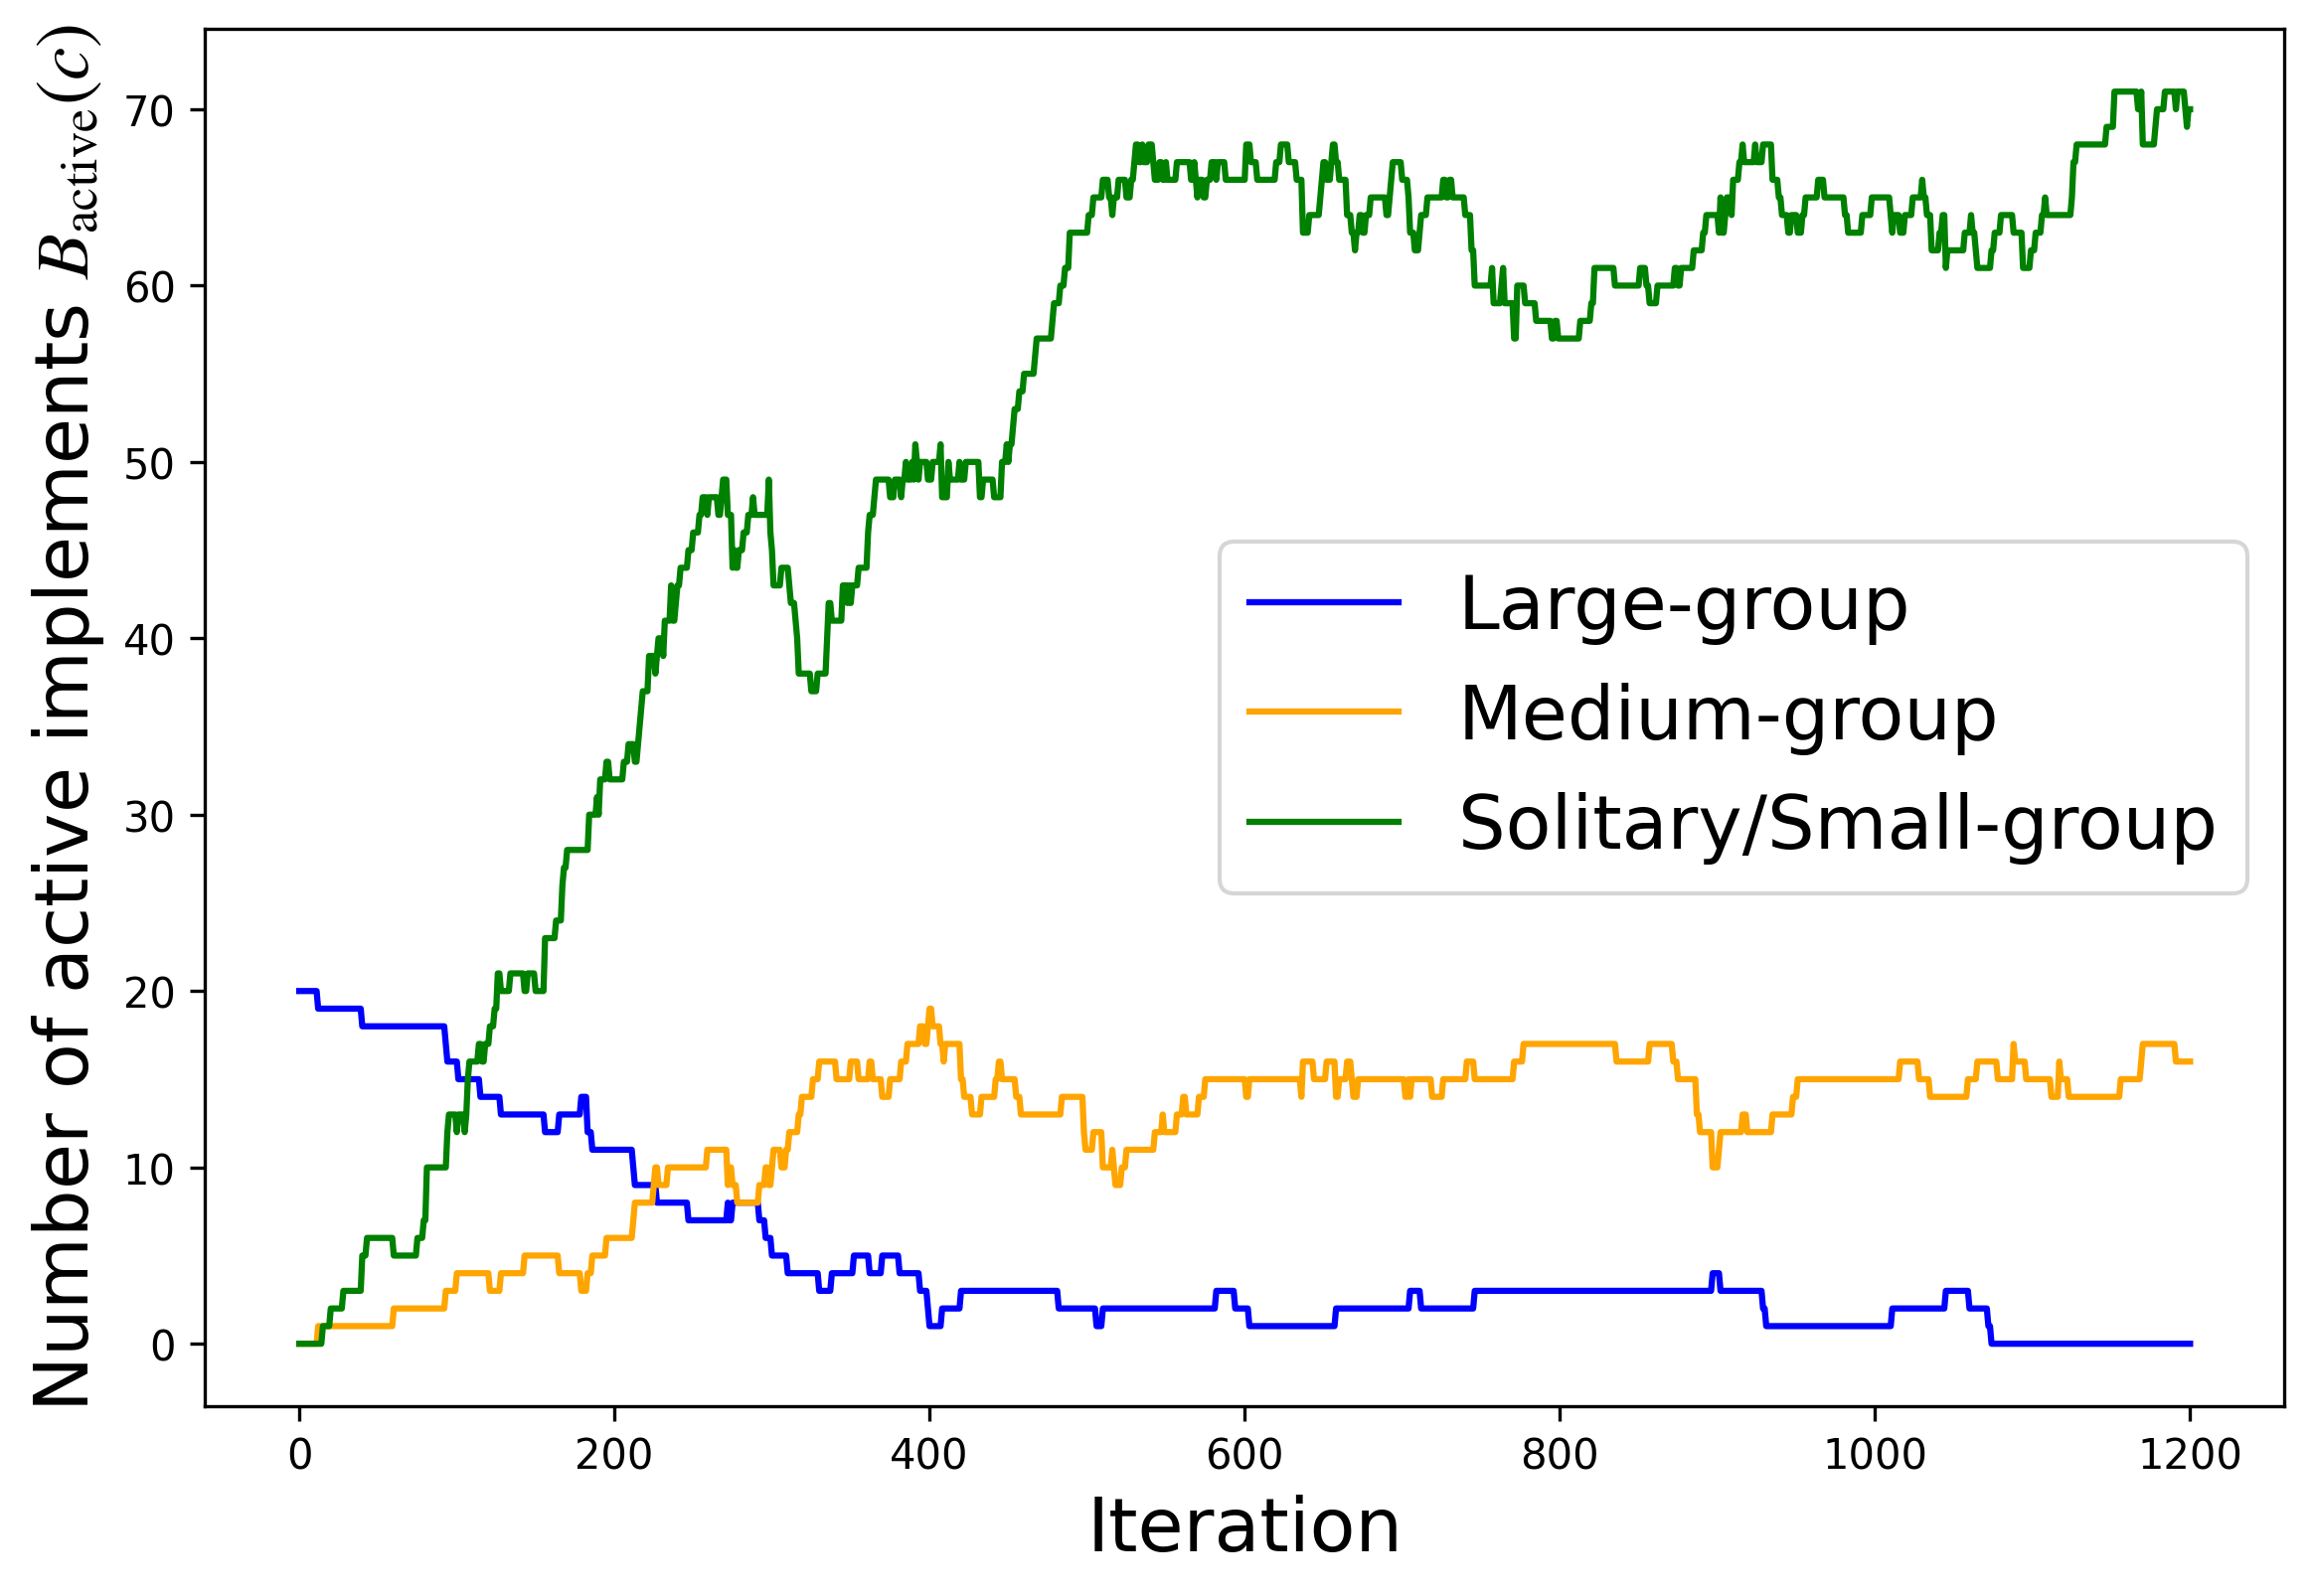 Number of active implements B_active(c)
70
60
50
40
30
20
10
0
Large-group
Medium-group
Solitary/Small-group
0 200 400 600 800 1000 1200
Iteration